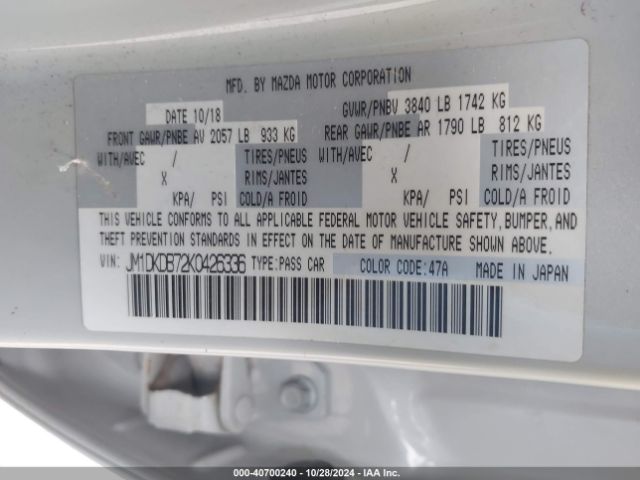 MFD. BY MAZDA MOTOR CORPORATION
DATE 10/18 GVWR/PNBV 3840 LB 1742 KG
FRONT GAWR/PNBE AV 2057 LB 933 KG REAR GAWR/PNBE AR 1790 LB 812 KG
WITH/AVEC / TIRES/PNEUS WITH/AVEC / TIRES/PNEUS
X RIMS/JANTES X RIMS/JANTES
KPA/ PSI COLD/A FROID KPA/ PSI COLD/A FROID
THIS VEHICLE CONFORMS TO ALL APPLICABLE FEDERAL MOTOR VEHICLE SAFETY, BUMPER, AND
THEFT PREVENTION STANDARDS IN EFFECT ON THE DATE OF MANUFACTURE SHOWN ABOVE.
VIN: JM1DKDB72K0426336 TYPE:PASS CAR COLOR CODE:47A MADE IN JAPAN
000-40700240 - 10/28/2024 - IAA Inc.